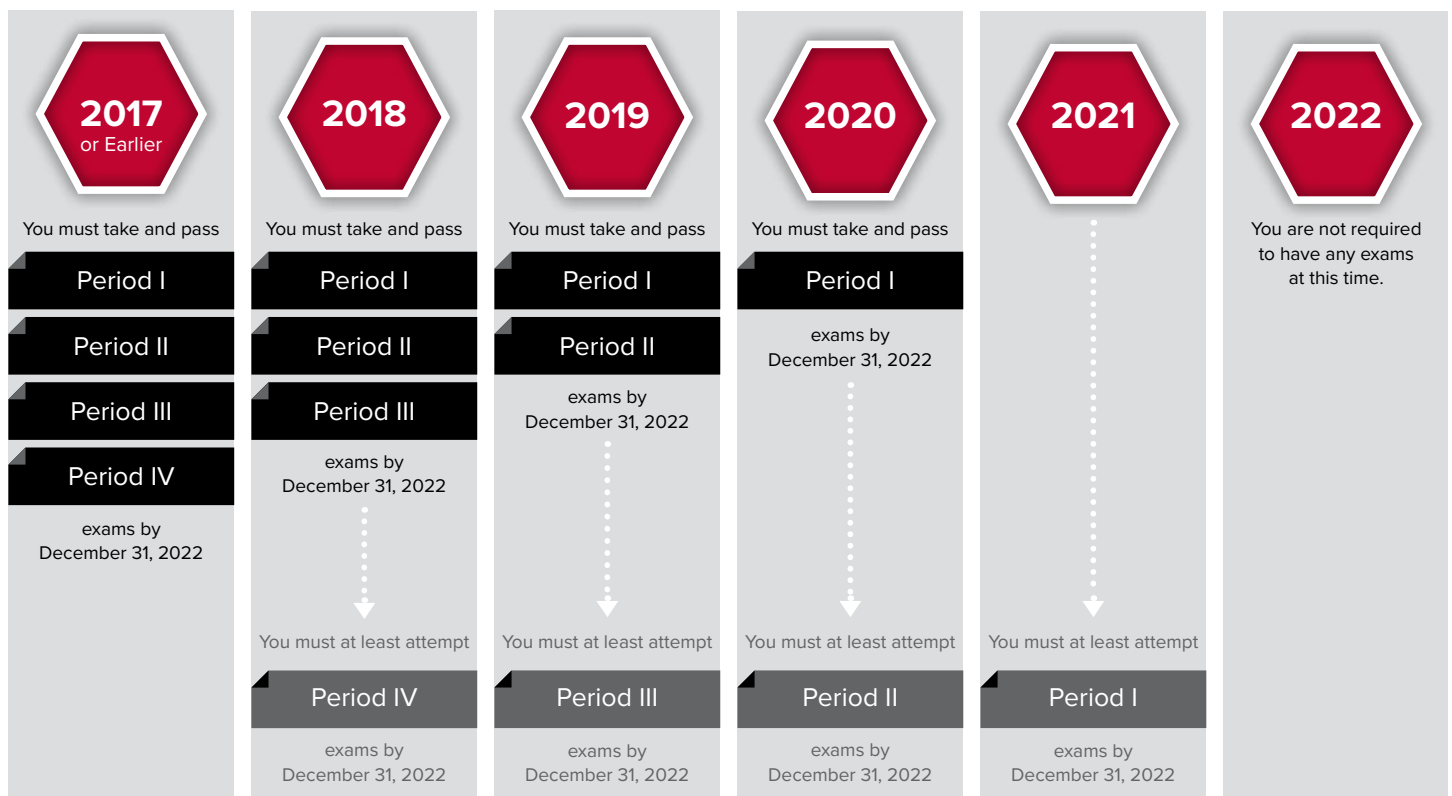 2017
or Earlier
You must take and pass
Period I
Period II
Period III
Period IV
exams by
December 31, 2022
2018
You must take and pass
Period I
Period II
Period III
exams by
December 31, 2022
You must at least attempt
Period IV
exams by
December 31, 2022
2019
You must take and pass
Period I
Period II
exams by
December 31, 2022
You must at least attempt
Period III
exams by
December 31, 2022
2020
You must take and pass
Period I
exams by
December 31, 2022
You must at least attempt
Period II
exams by
December 31, 2022
2021
You must at least attempt
Period I
exams by
December 31, 2022
2022
You are not required
to have any exams
at this time.